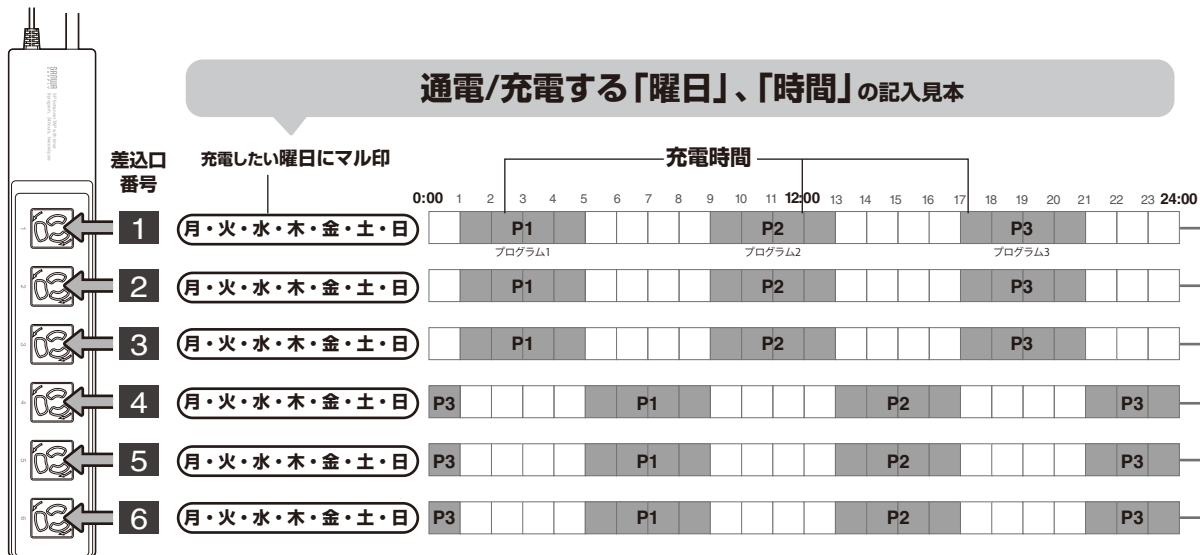 通電/充電する「曜日」、「時間」の記入見本
差込口
番号
充電したい曜日にマル印
充電時間
0:00 1 2 3 4 5 6 7 8 9 10 11 12:00 13 14 15 16 17 18 19 20 21 22 23 24:00
1 1 月・火・水・木・金・土・日 P1 P2 P3
プログラム1 プログラム2 プログラム3
2 2 月・火・水・木・金・土・日 P1 P2 P3
3 3 月・火・水・木・金・土・日 P1 P2 P3
4 4 月・火・水・木・金・土・日 P3 P1 P2 P3
5 5 月・火・水・木・金・土・日 P3 P1 P2 P3
6 6 月・火・水・木・金・土・日 P3 P1 P2 P3